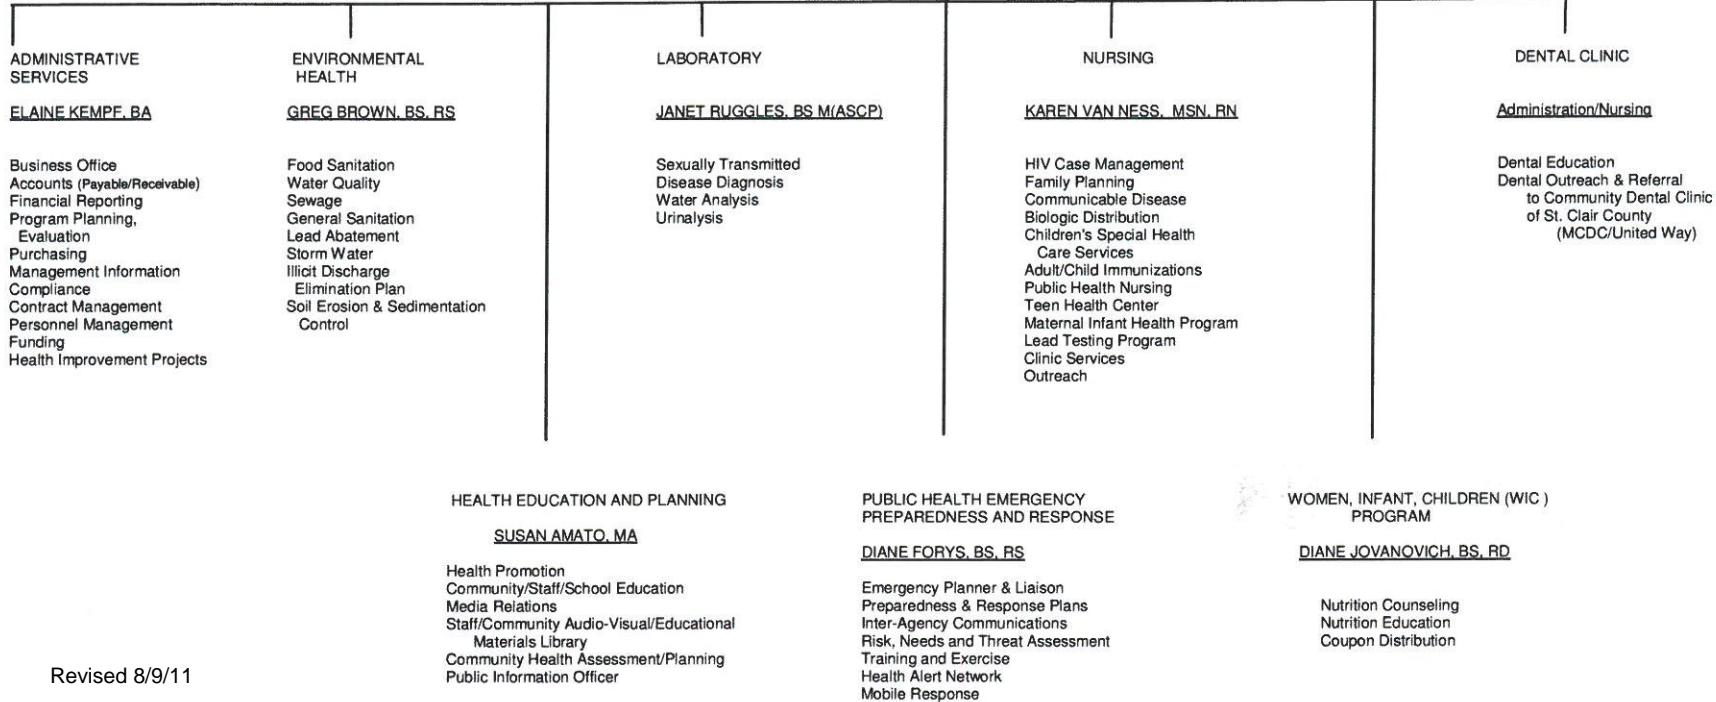 ADMINISTRATIVE
SERVICES
ELAINE KEMPF, BA
Business Office
Accounts (Payable/Receivable)
Financial Reporting
Program Planning,
Evaluation
Purchasing
Management Information
Compliance
Contract Management
Personnel Management
Funding
Health Improvement Projects
ENVIRONMENTAL
HEALTH
GREG BROWN, BS, RS
Food Sanitation
Water Quality
Sewage
General Sanitation
Lead Abatement
Storm Water
Illicit Discharge
Elimination Plan
Soil Erosion & Sedimentation
Control
LABORATORY
JANET RUGGLES, BS M(ASCP)
Sexually Transmitted
Disease Diagnosis
Water Analysis
Urinalysis
NURSING
KAREN VAN NESS, MSN, RN
HIV Case Management
Family Planning
Communicable Disease
Biologic Distribution
Children's Special Health
Care Services
Adult/Child Immunizations
Public Health Nursing
Teen Health Center
Maternal Infant Health Program
Lead Testing Program
Clinic Services
Outreach
DENTAL CLINIC
Administration/Nursing
Dental Education
Dental Outreach & Referral
to Community Dental Clinic
of St. Clair County
(MCDC/United Way)
HEALTH EDUCATION AND PLANNING
SUSAN AMATO, MA
Health Promotion
Community/Staff/School Education
Media Relations
Staff/Community Audio-Visual/Educational
Materials Library
Community Health Assessment/Planning
Public Information Officer
PUBLIC HEALTH EMERGENCY
PREPAREDNESS AND RESPONSE
DIANE FORYS, BS, RS
Emergency Planner & Liaison
Preparedness & Response Plans
Inter-Agency Communications
Risk, Needs and Threat Assessment
Training and Exercise
Health Alert Network
Mobile Response
WOMEN, INFANT, CHILDREN (WIC )
PROGRAM
DIANE JOVANOVICH, BS, RD
Nutrition Counseling
Nutrition Education
Coupon Distribution
Revised 8/9/11